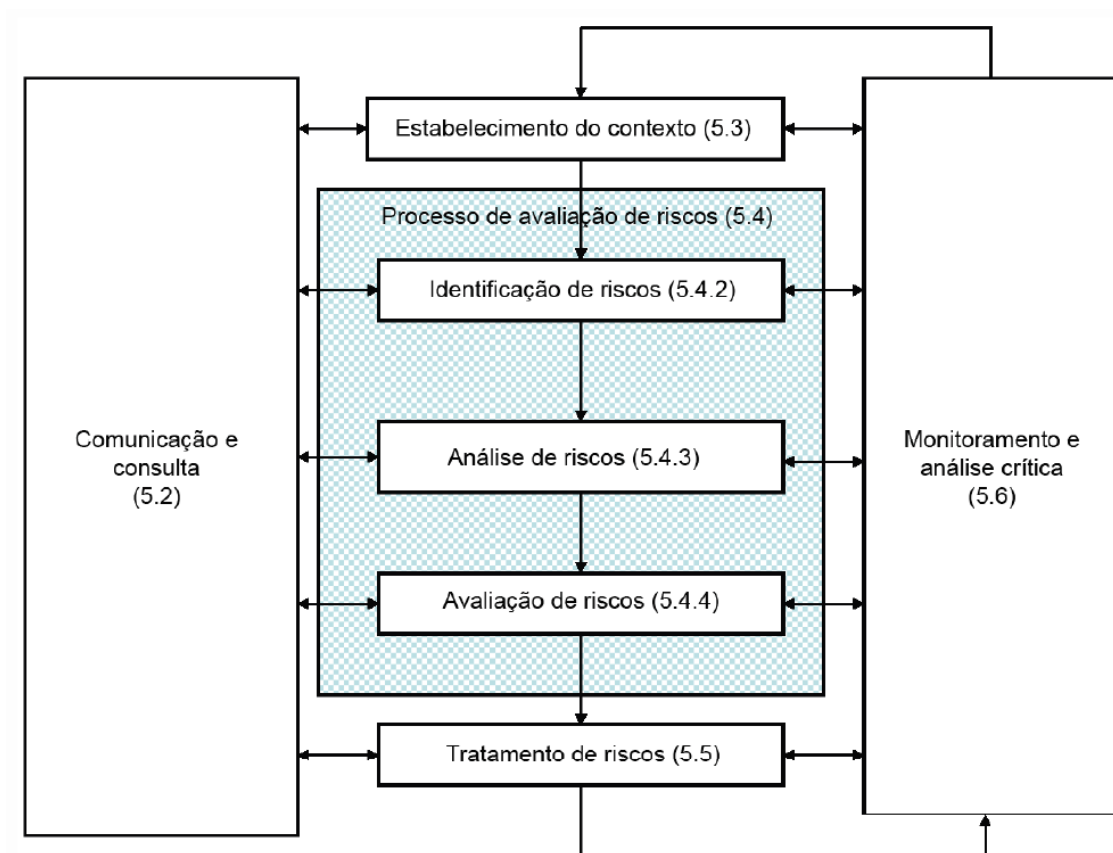 Estabelecimento do contexto (5.3)
Processo de avaliação de riscos (5.4)
Identificação de riscos (5.4.2)
Comunicação e
consulta
(5.2)
Análise de riscos (5.4.3)
Monitoramento e
análise crítica
(5.6)
Avaliação de riscos (5.4.4)
Tratamento de riscos (5.5)